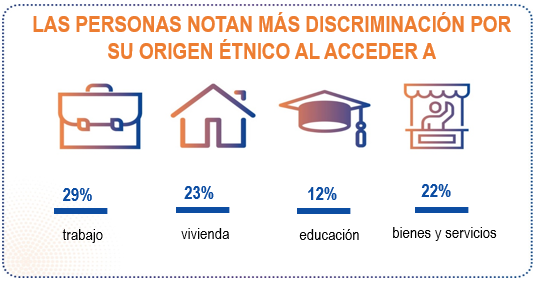 LAS PERSONAS NOTAN MÁS DISCRIMINACIÓN POR
SU ORIGEN ÉTNICO AL ACCEDER A
29%
trabajo
23%
vivienda
12%
educación
22%
bienes y servicios